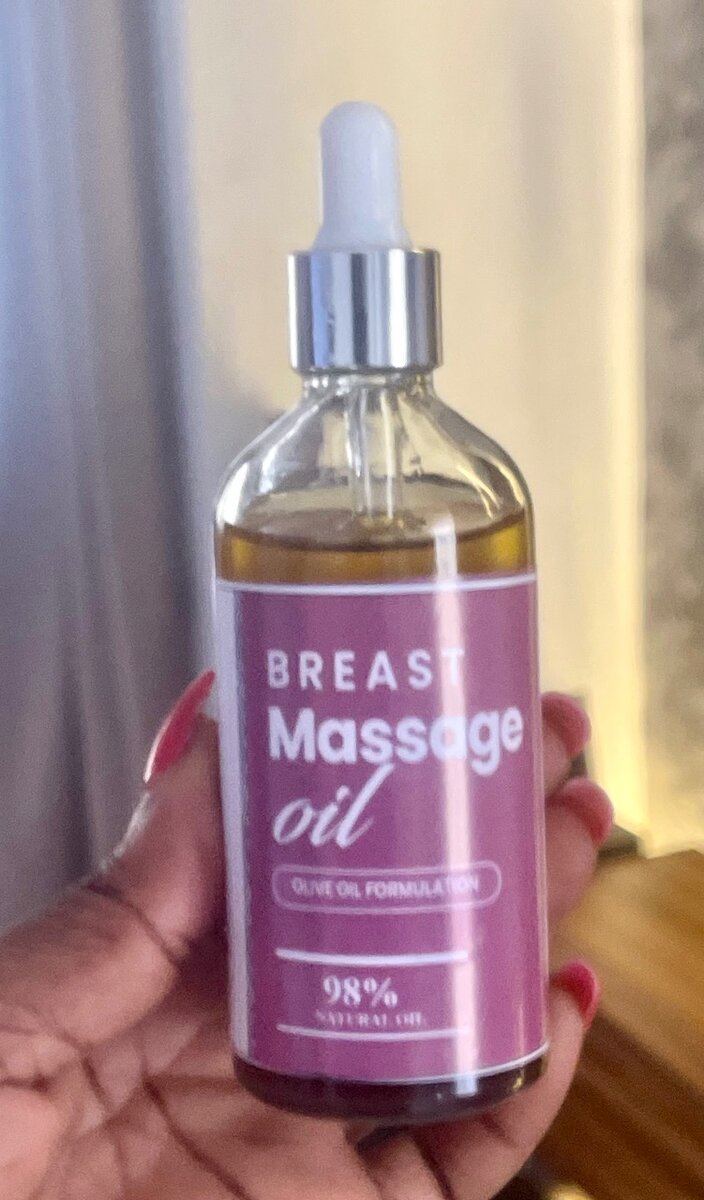 BREAST
Massage
oil
OLIVE OIL FORMULATION
98%
NATURAL OIL